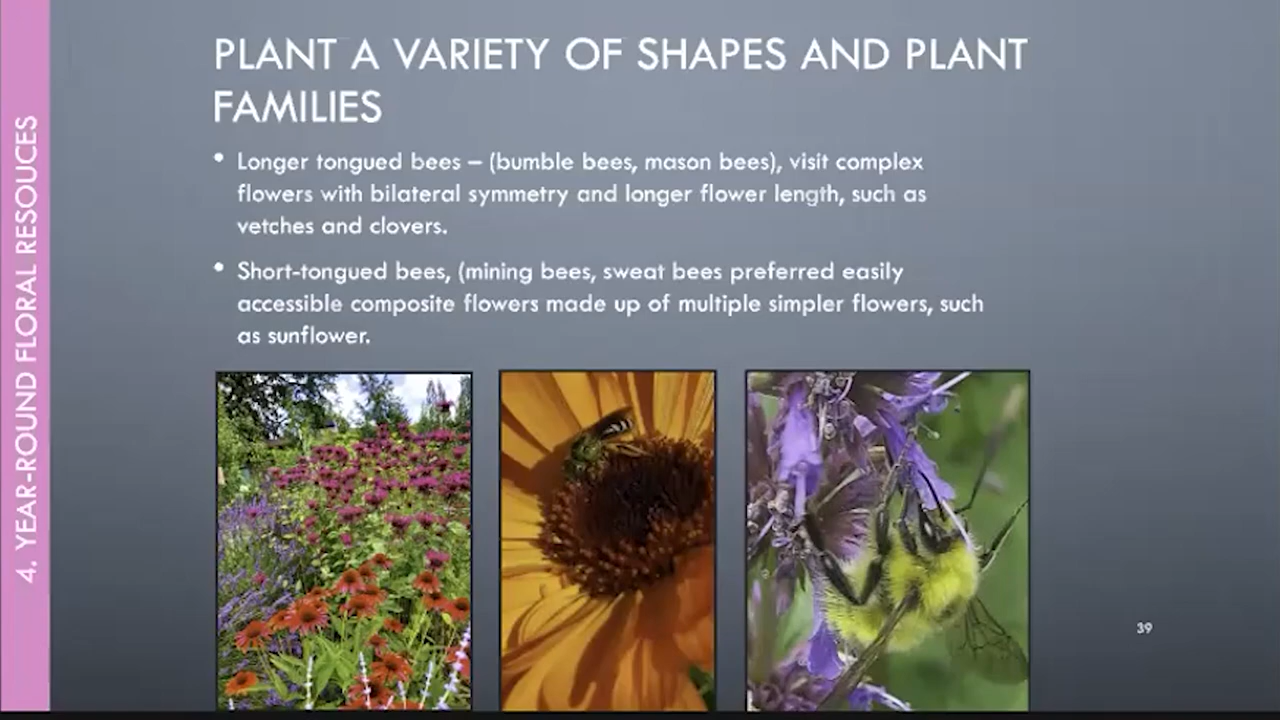 4. YEAR-ROUND FLORAL RESOUCES
PLANT A VARIETY OF SHAPES AND PLANT
FAMILIES
• Longer tongued bees – (bumble bees, mason bees), visit complex
flowers with bilateral symmetry and longer flower length, such as
vetches and clovers.
• Short-tongued bees, (mining bees, sweat bees preferred easily
accessible composite flowers made up of multiple simpler flowers, such
as sunflower.
39